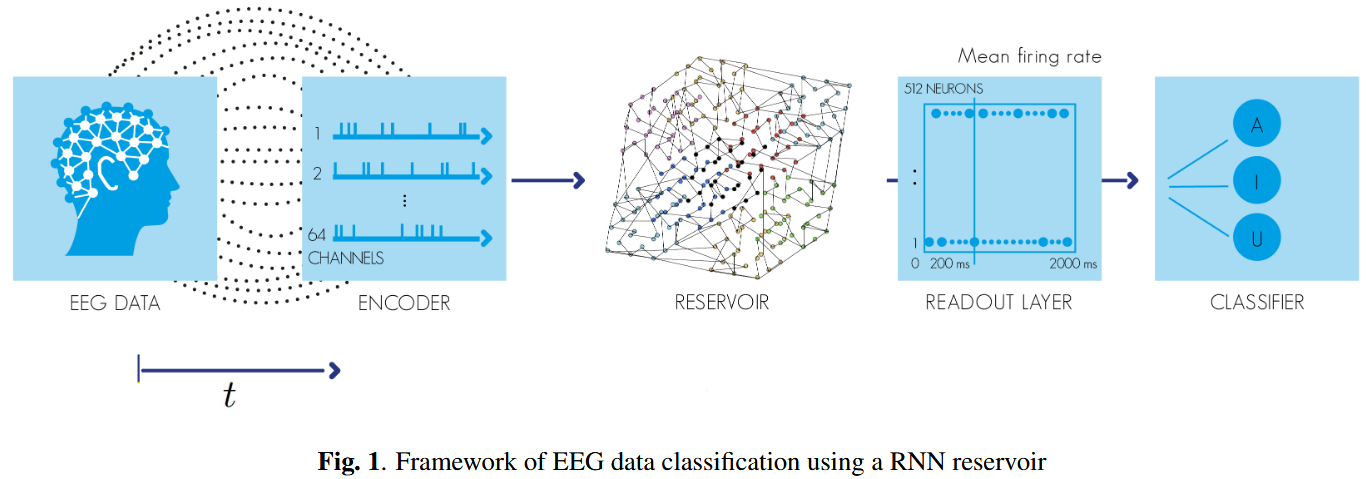 Mean firing rate
512 NEURONS
1
2
64
CHANNELS
1
0 200 ms 2000 ms
A
I
U
EEG DATA
ENCODER
RESERVOIR
READOUT LAYER
CLASSIFIER
t
Fig. 1. Framework of EEG data classification using a RNN reservoir